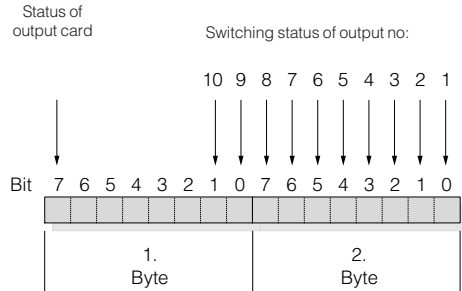 Status of
output card
Switching status of output no:
10 9 8 7 6 5 4 3 2 1
Bit 7 6 5 4 3 2 1 0 7 6 5 4 3 2 1 0
1.
Byte
2.
Byte